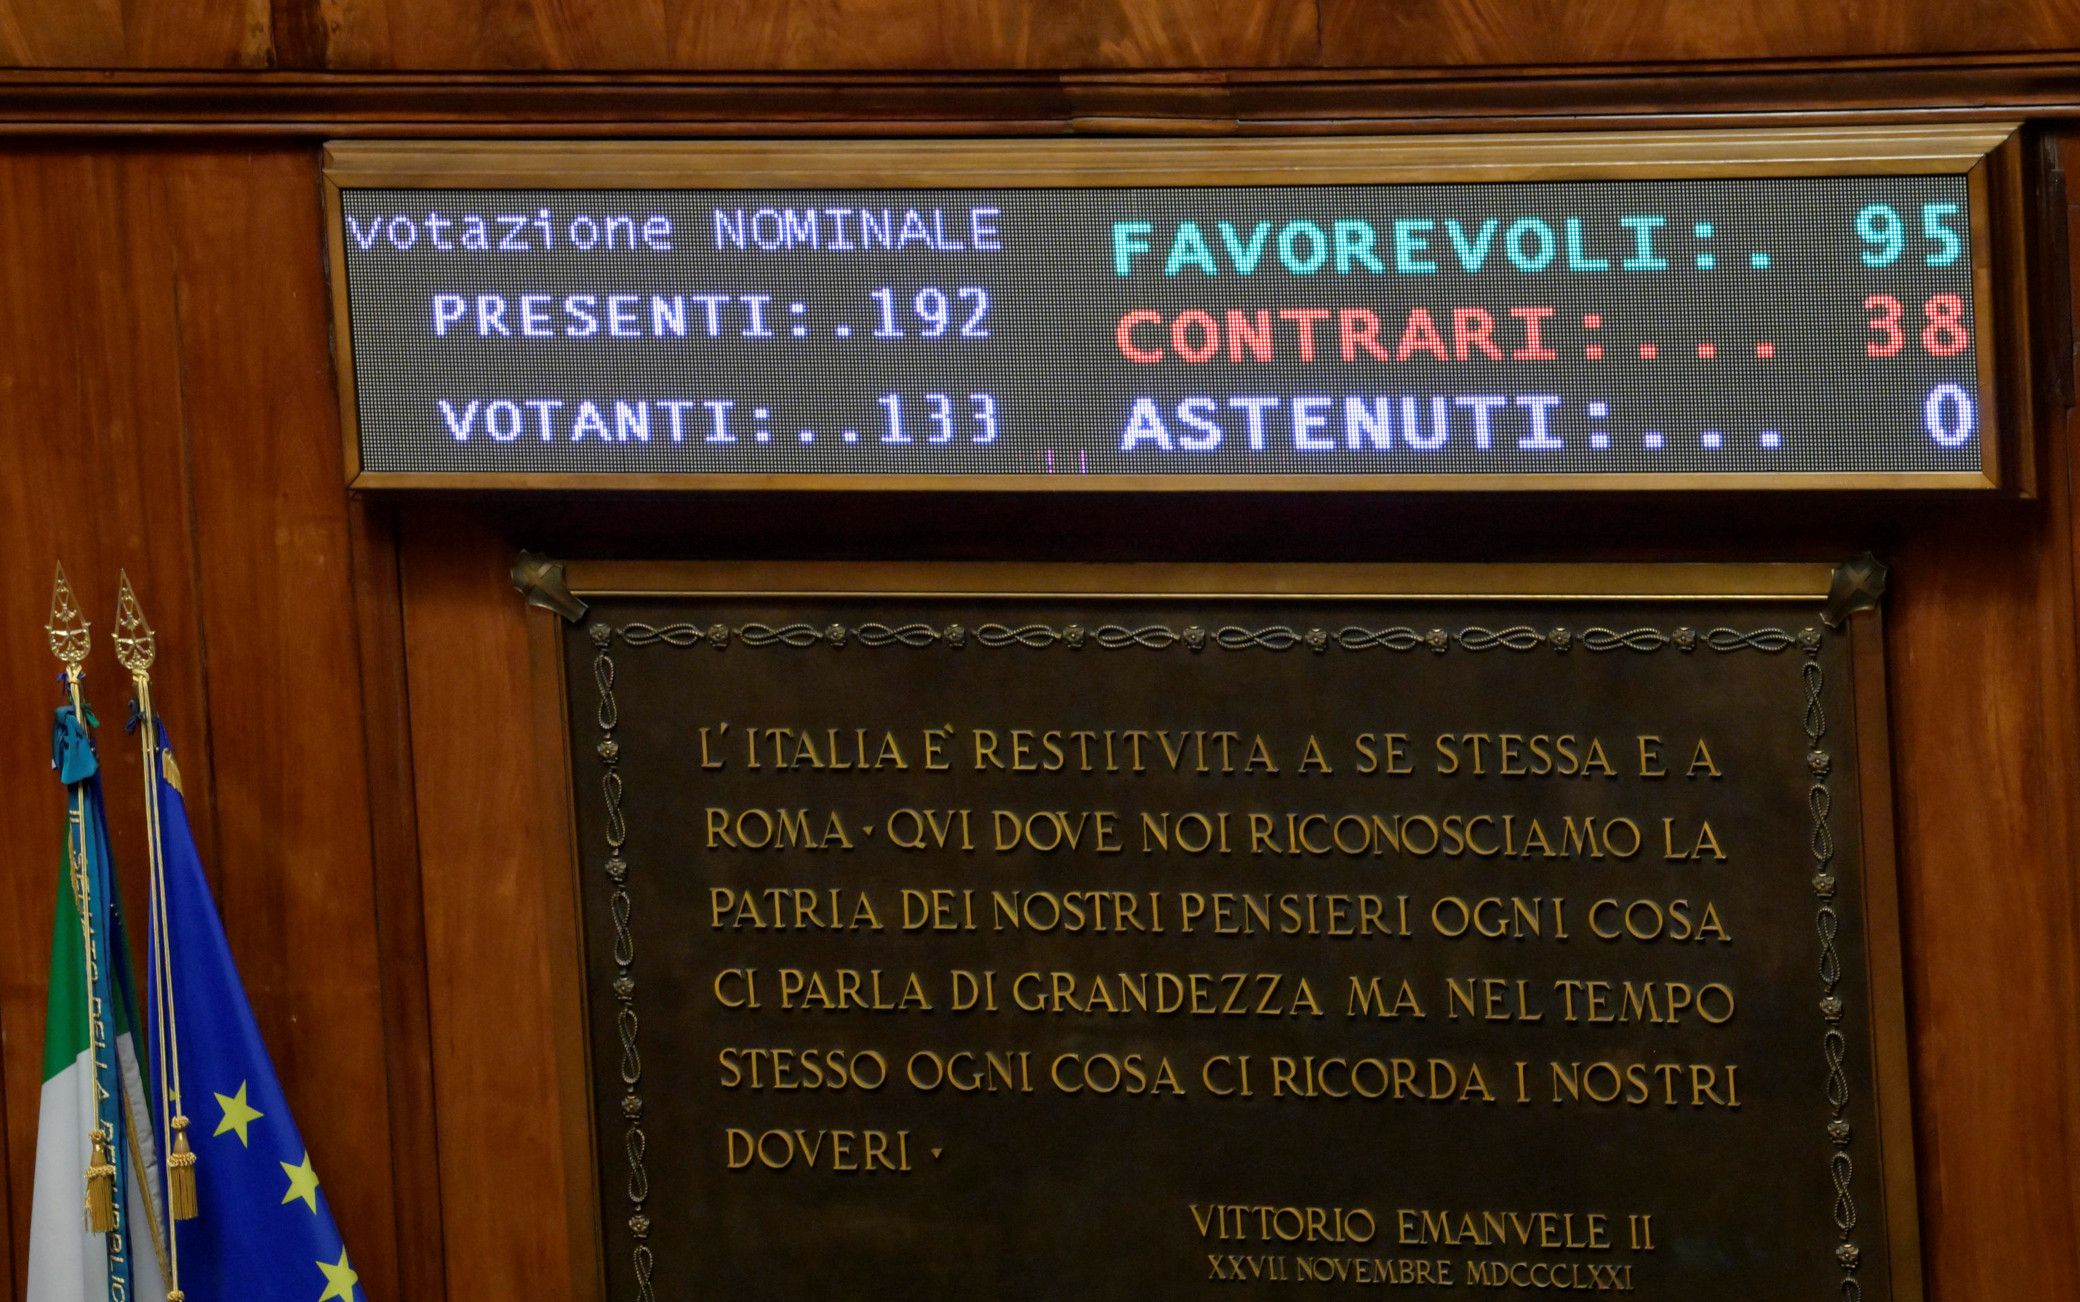 votazione NOMINALE
PRESENTI:.192
VOTANTI:..133
FAVOREVOLI:. 95
CONTRARI:... 38
ASTENUTI:... 0
L'ITALIA E` RESTITVITA A SE STESSA E A
ROMA · QVI DOVE NOI RICONOSCIAMO LA
PATRIA DEI NOSTRI PENSIERI OGNI COSA
CI PARLA DI GRANDEZZA MA NEL TEMPO
STESSO OGNI COSA CI RICORDA I NOSTRI
DOVERI ·
VITTORIO EMANVELE II
XXVII NOVEMBRE MDCCCLXXI
DELLA